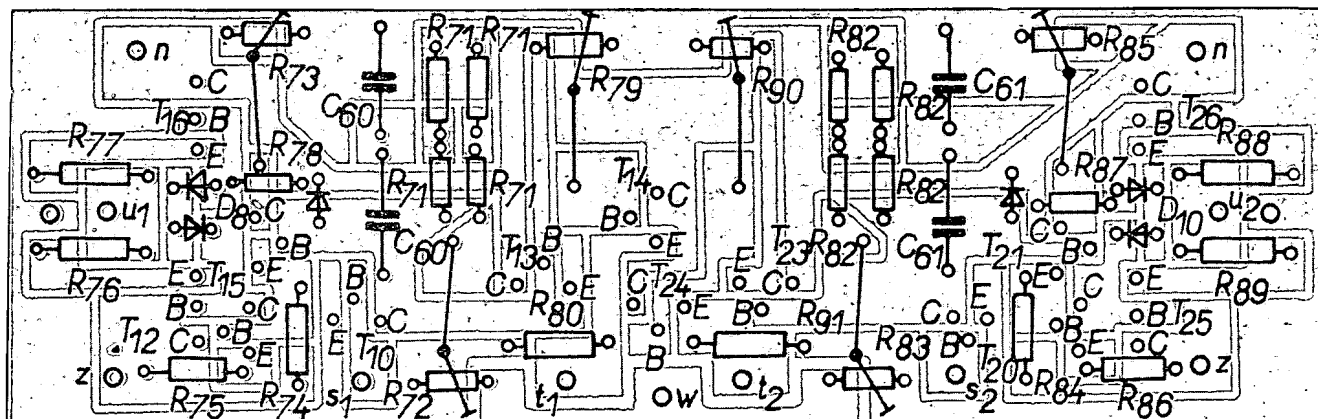 n R73 C60 R71 R71 R79 R90 R82 R82 C61 R85 n
C T16 B E C B T26 E
R77 R78 R71 R71 T14 C R82 R87 R88
u1 D8 C B C D10 u2
B C60 B E T23 R82 C61 T21 B
R76 E T15 E B T13 C E T24 E C E C E R89
B C R80 C E B R91 C E B C B T25
T12 C B E E T10 C B R83 T20 B E C
z R75 R74 s1 R72 t1 w t2 s2 R84 R86 z